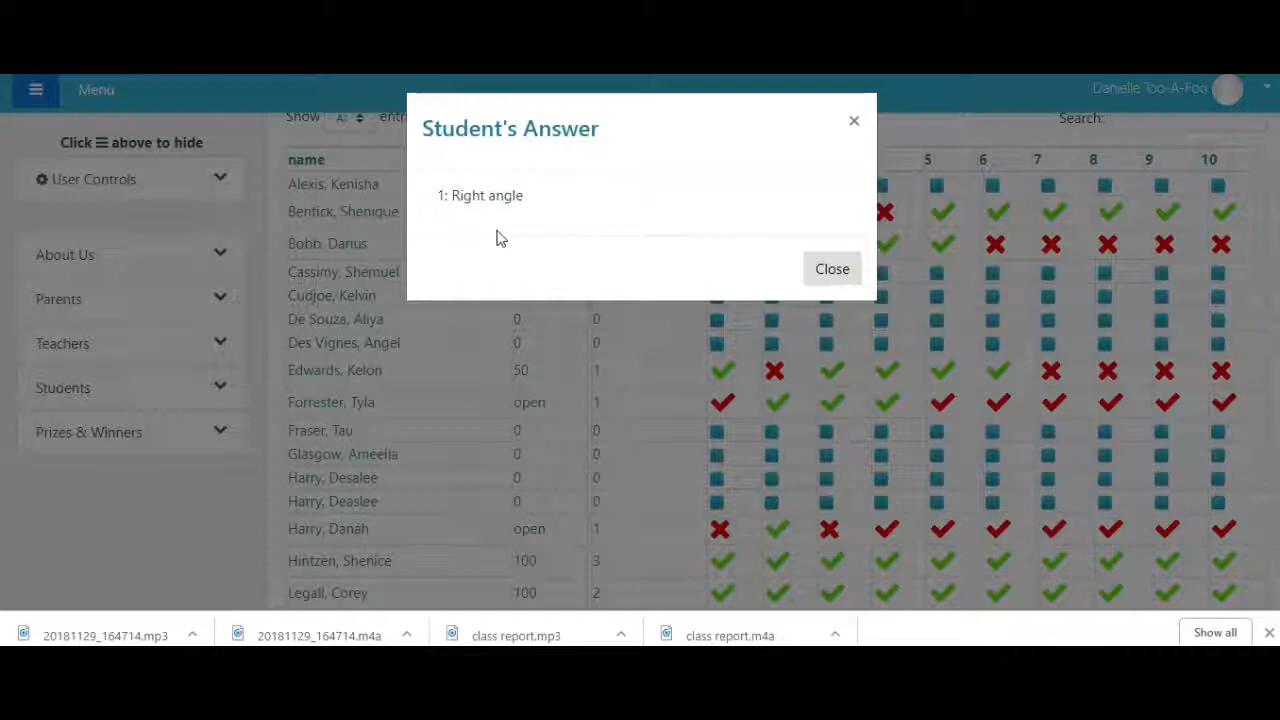 Menu
Danielle Too-A-Foo
Click ☰ above to hide
User Controls
About Us
Parents
Teachers
Students
Prizes & Winners
Show All entr
Search:
Student's Answer
×
1: Right angle
Close
name 5 6 7 8 9 10
Alexis, Kenisha
Bentick, Shenique
Bobb, Darius
Cassimy, Shemuel
Cudjoe, Kelvin
De Souza, Aliya 0 0
Des Vignes, Angel 0 0
Edwards, Kelon 50 1
Forrester, Tyla open 1
Fraser, Tau 0 0
Glasgow, Ameelia 0 0
Harry, Desalee 0 0
Harry, Deaslee 0 0
Harry, Danah open 1
Hintzen, Shenice 100 3
Legall, Corey 100 2
20181129_164714.mp3
20181129_164714.m4a
class report.mp3
class report.m4a
Show all